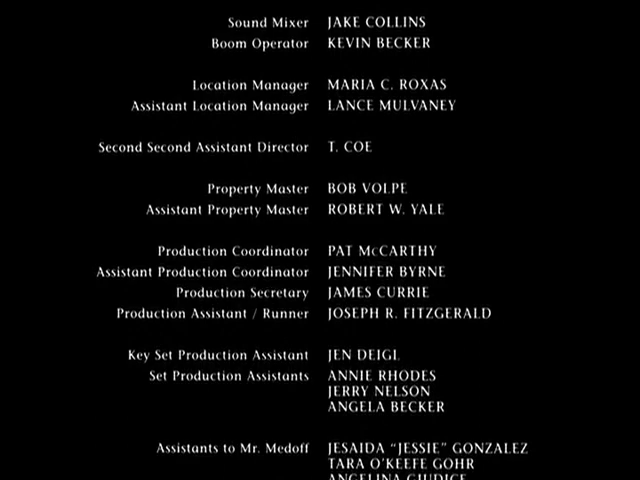 Sound Mixer JAKE COLLINS
Boom Operator KEVIN BECKER
Location Manager MARIA C. ROXAS
Assistant Location Manager LANCE MULVANEY
Second Second Assistant Director T. COE
Property Master BOB VOLPE
Assistant Property Master ROBERT W. YALE
Production Coordinator PAT McCARTHY
Assistant Production Coordinator JENNIFER BYRNE
Production Secretary JAMES CURRIE
Production Assistant / Runner JOSEPH R. FITZGERALD
Key Set Production Assistant JEN DEIGL
Set Production Assistants ANNIE RHODES
JERRY NELSON
ANGELA BECKER
Assistants to Mr. Medoff JESAIDA “JESSIE” GONZALEZ
TARA O'KEEFE GOHR
ANGELINA GIUDICE